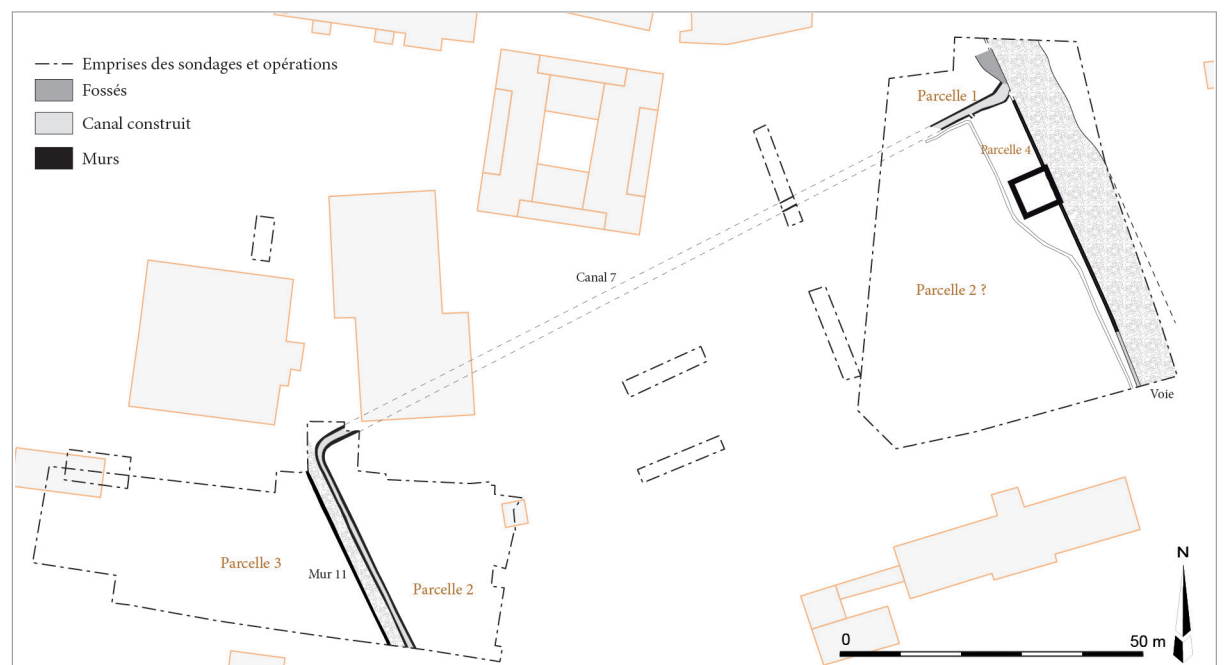 Emprises des sondages et opérations
Fossés
Canal construit
Murs
Parcelle 1
Parcelle 4
Canal 7
Parcelle 2 ?
Voie
Parcelle 3
Mur 11
Parcelle 2
N
0
50 m